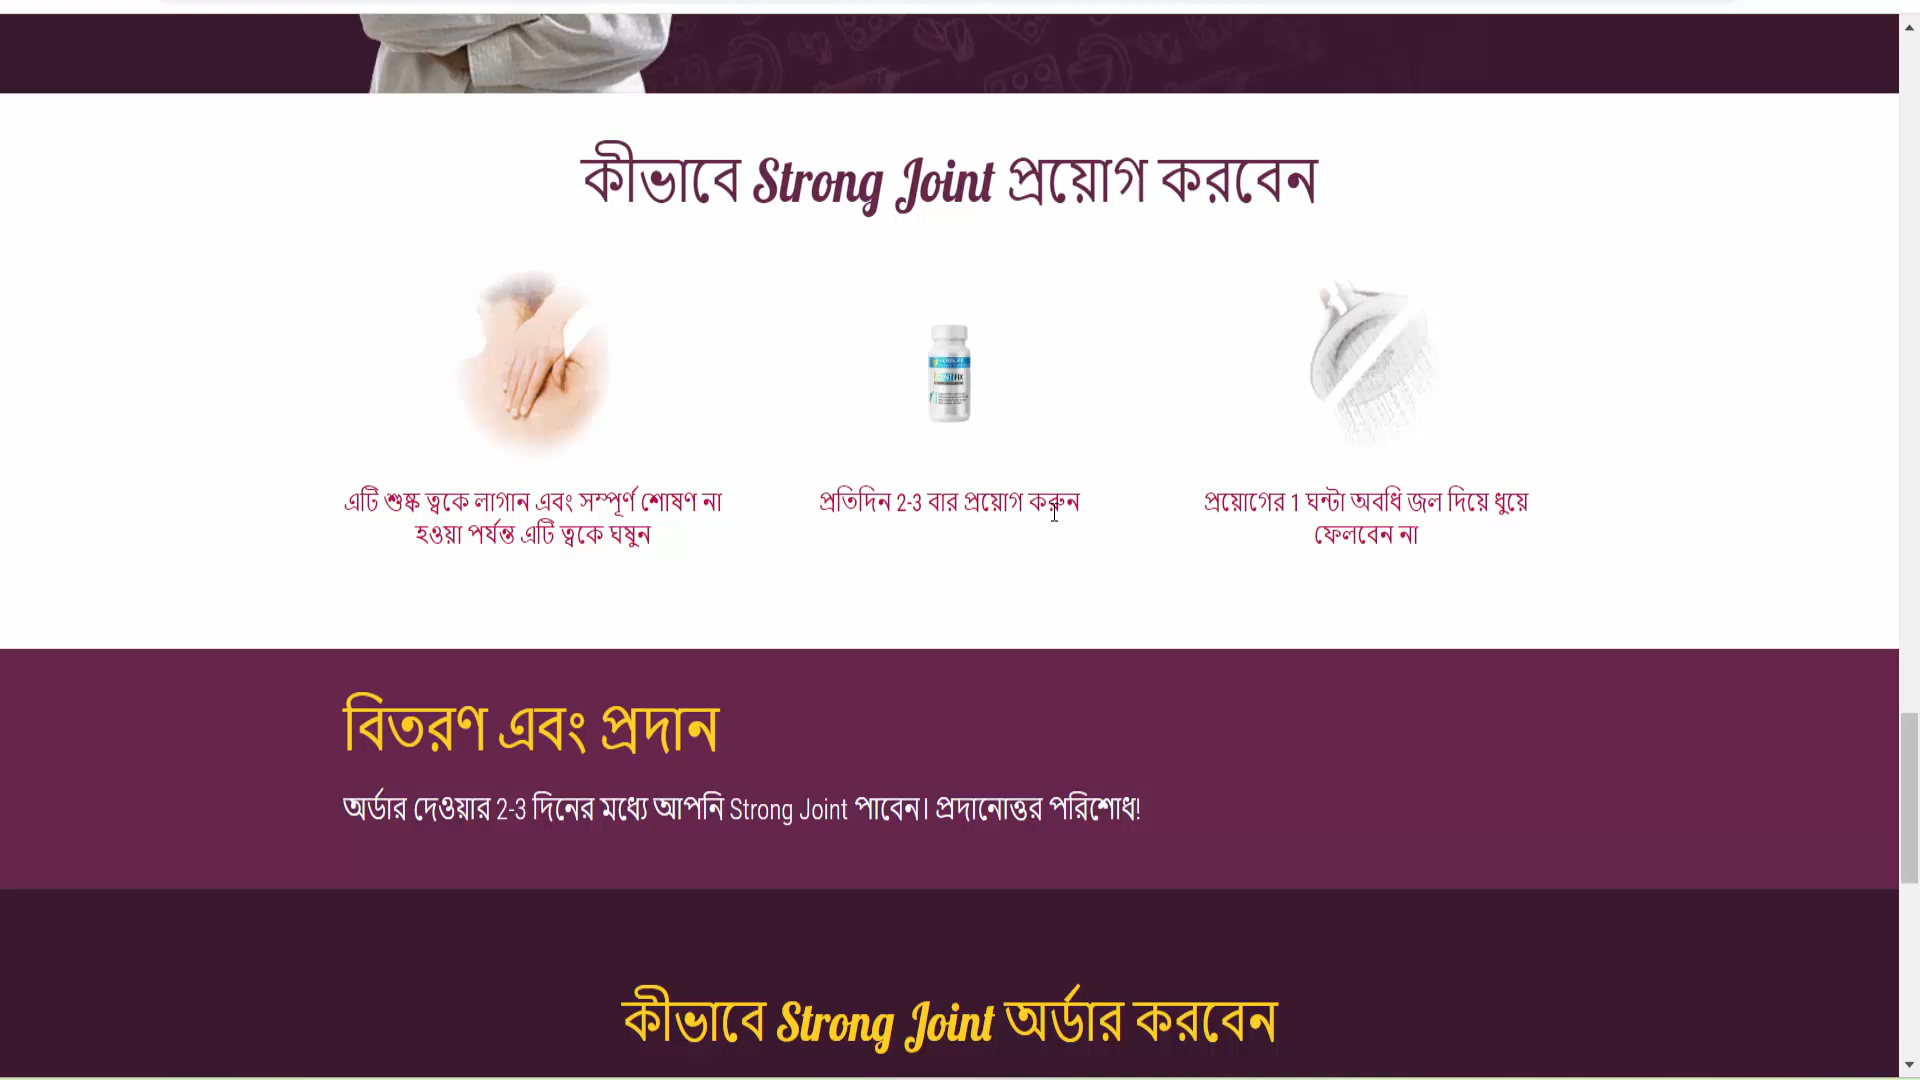 কীভাবে Strong Joint প্রয়োগ করবেন
এটি শুষ্ক ত্বকে লাগান এবং সম্পূর্ণ শোষণ না
হওয়া পর্যন্ত এটি ত্বকে ঘষুন
প্রতিদিন 2-3 বার প্রয়োগ করুন
প্রয়োগের 1 ঘন্টা অবধি জল দিয়ে ধুয়ে
ফেলবেন না
বিতরণ এবং প্রদান
অর্ডার দেওয়ার 2-3 দিনের মধ্যে আপনি Strong Joint পাবেন। প্রদানোত্তর পরিশোধ!
কীভাবে Strong Joint অর্ডার করবেন